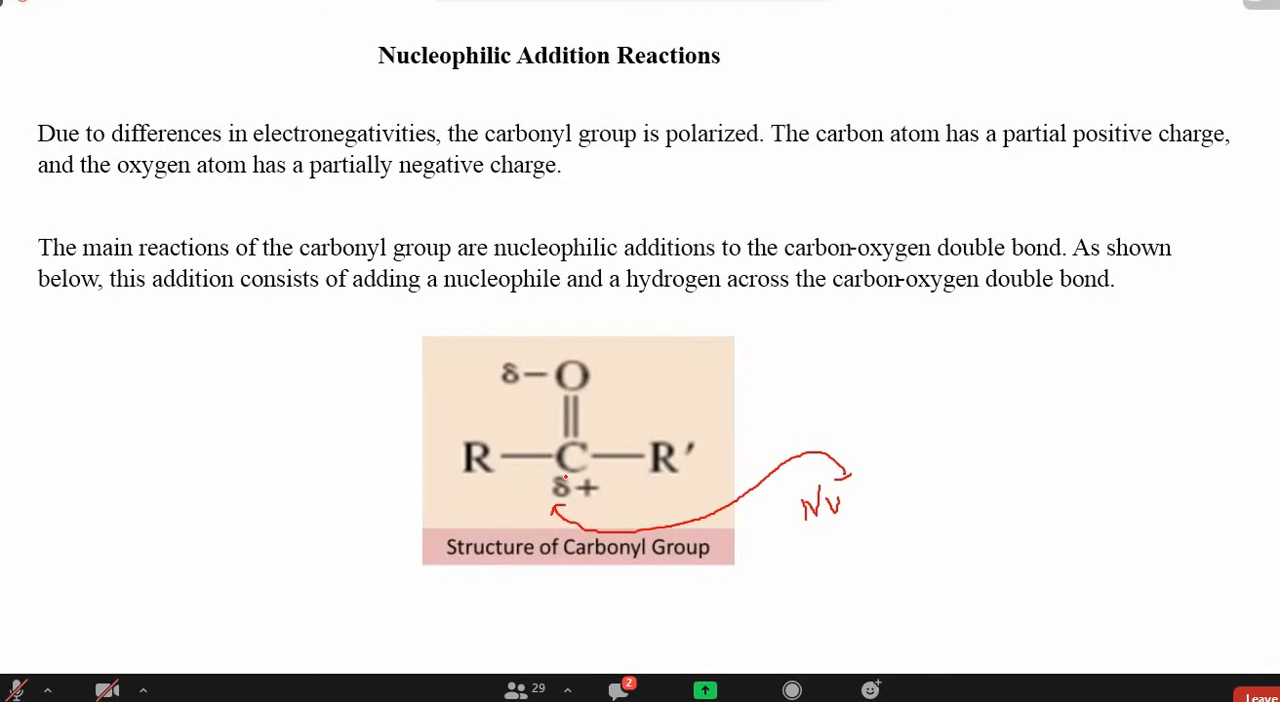 Nucleophilic Addition Reactions
Due to differences in electronegativities, the carbonyl group is polarized. The carbon atom has a partial positive charge,
and the oxygen atom has a partially negative charge.
The main reactions of the carbonyl group are nucleophilic additions to the carbon-oxygen double bond. As shown
below, this addition consists of adding a nucleophile and a hydrogen across the carbon-oxygen double bond.
δ− O
R—C—R′
δ+
Nu
Structure of Carbonyl Group
29
2
Leave